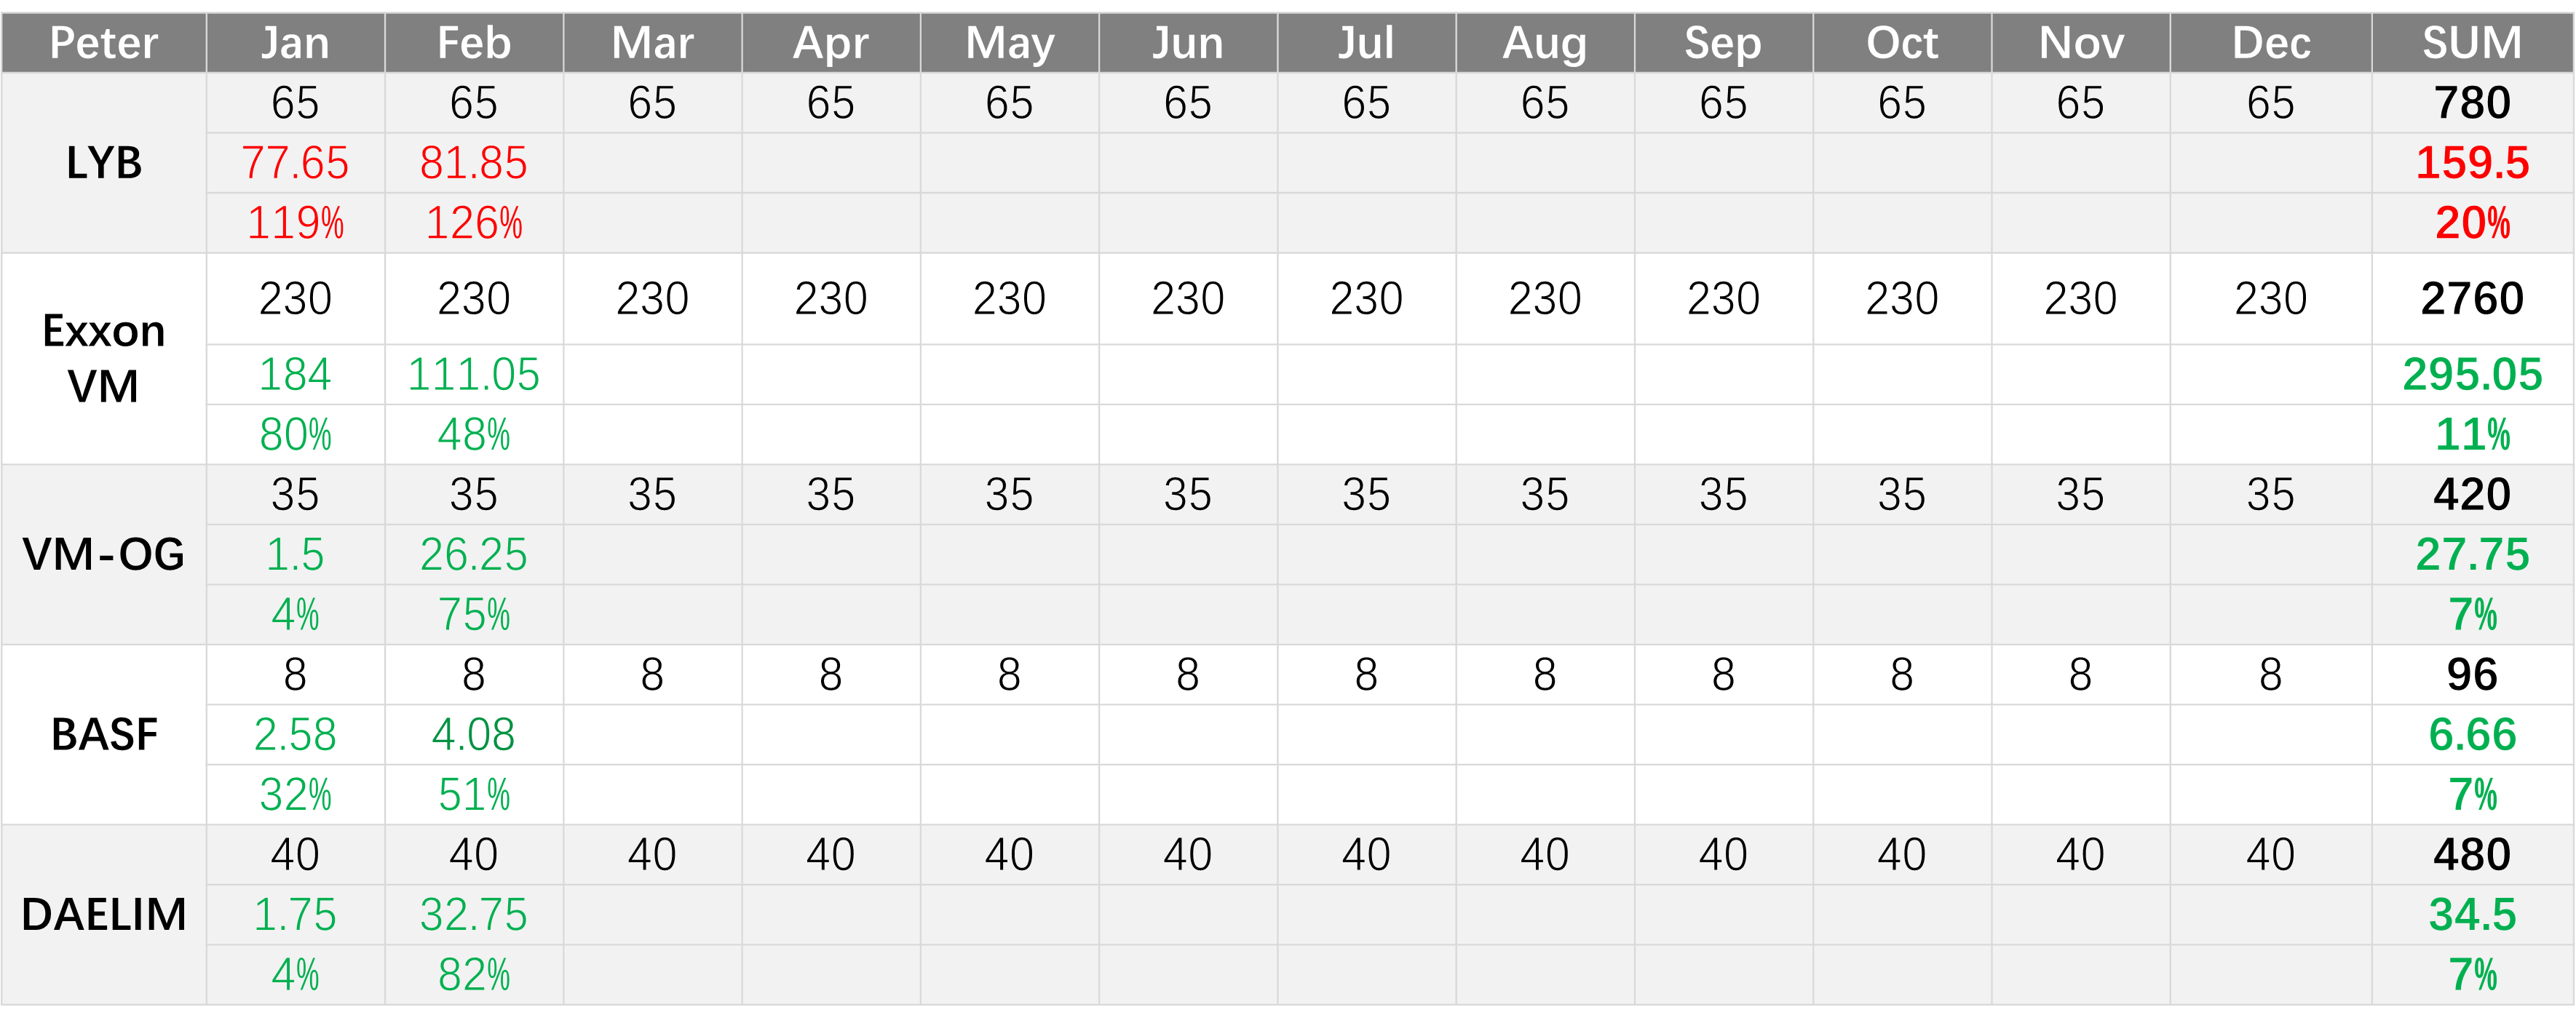 Peter Jan Feb Mar Apr May Jun Jul Aug Sep Oct Nov Dec SUM
LYB
65 65 65 65 65 65 65 65 65 65 65 65 780
77.65 81.85 159.5
119% 126% 20%
Exxon
VM
230 230 230 230 230 230 230 230 230 230 230 230 2760
184 111.05 295.05
80% 48% 11%
VM-OG
35 35 35 35 35 35 35 35 35 35 35 35 420
1.5 26.25 27.75
4% 75% 7%
BASF
8 8 8 8 8 8 8 8 8 8 8 8 96
2.58 4.08 6.66
32% 51% 7%
DAELIM
40 40 40 40 40 40 40 40 40 40 40 40 480
1.75 32.75 34.5
4% 82% 7%